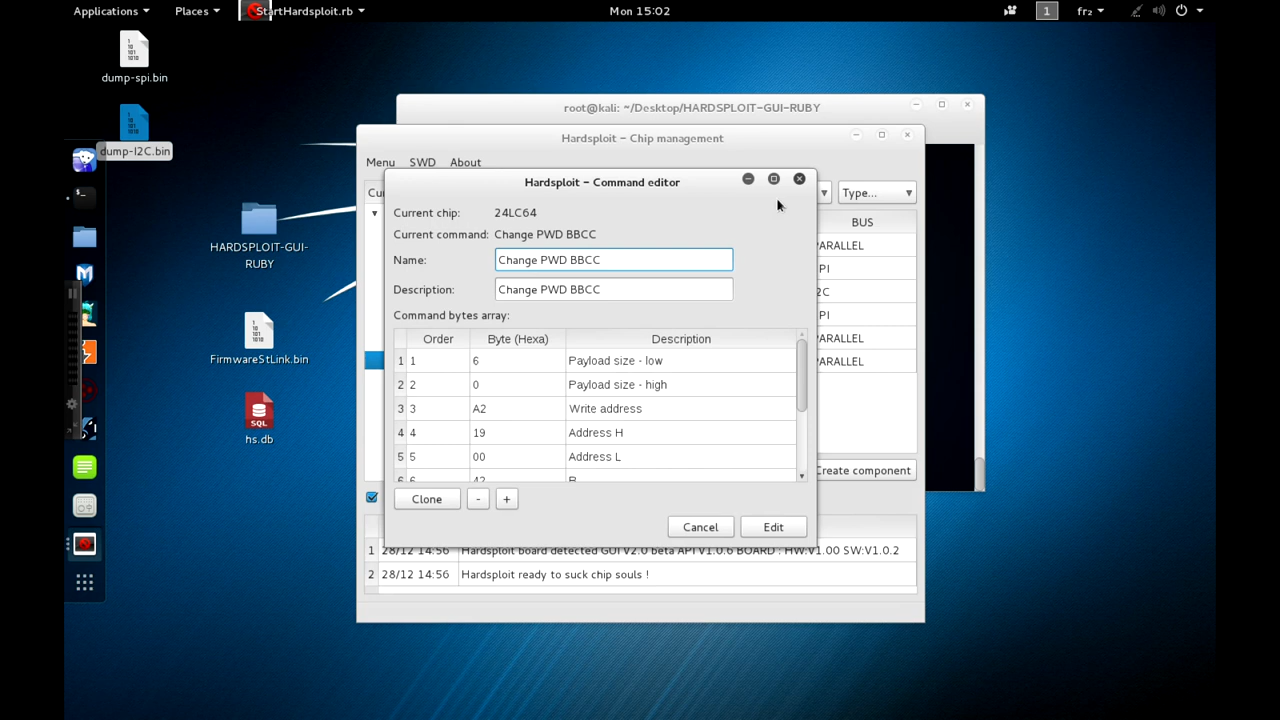 Applications Places StartHardsploit.rb Mon 15:02 1 fr2
dump-spi.bin
dump-I2C.bin
HARDSPLOIT-GUI-
RUBY
FirmwareStLink.bin
SQL
hs.db
root@kali: ~/Desktop/HARDSPLOIT-GUI-RUBY
Hardsploit - Chip management
Menu SWD About
Type...
BUS
PARALLEL
PARALLEL
PARALLEL
Create component
Hardsploit - Command editor
Current chip: 24LC64
Current command: Change PWD BBCC
Name: Change PWD BBCC
Description: Change PWD BBCC
Command bytes array:
Order Byte (Hexa) Description
1 1 6 Payload size - low
2 2 0 Payload size - high
3 3 A2 Write address
4 4 19 Address H
5 5 00 Address L
6 6 42 B
Clone - +
Cancel Edit
1 28/12 14:56 Hardsploit board detected GUI V2.0 beta API V1.0.6 BOARD : HW:V1.00 SW:V1.0.2
2 28/12 14:56 Hardsploit ready to suck chip souls !